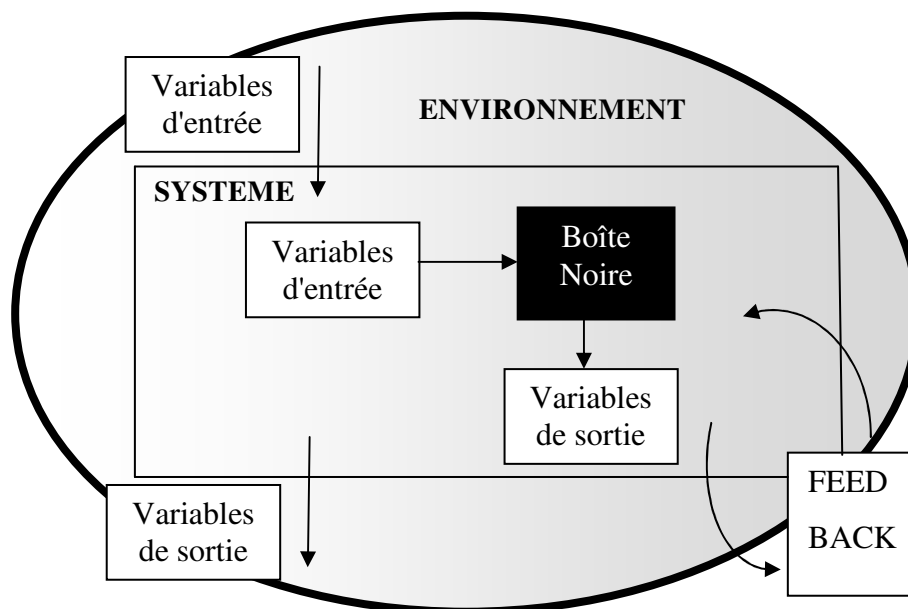 Variables
d'entrée
ENVIRONNEMENT
SYSTEME
Variables
d'entrée
Boîte
Noire
Variables
de sortie
Variables
de sortie
FEED
BACK